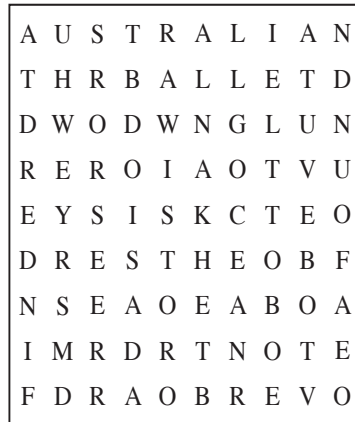 A U S T R A L I A N
T H R B A L L E T D
D W O D W N G L U N
R E R O I A O T V U
E Y S I S K C T E O
D R E S T H E O B F
N S E A O E A B O A
I M R D R T N O T E
F D R A O B R E V O